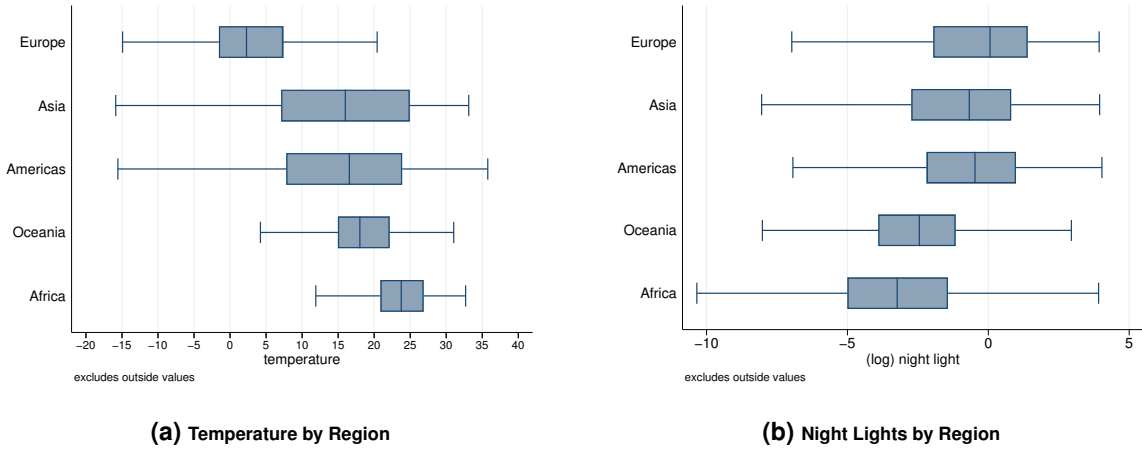 Europe
Asia
Americas
Oceania
Africa
−20 −15 −10 −5 0 5 10 15 20 25 30 35 40
temperature
excludes outside values
(a) Temperature by Region
Europe
Asia
Americas
Oceania
Africa
−10 −5 0 5
(log) night light
excludes outside values
(b) Night Lights by Region